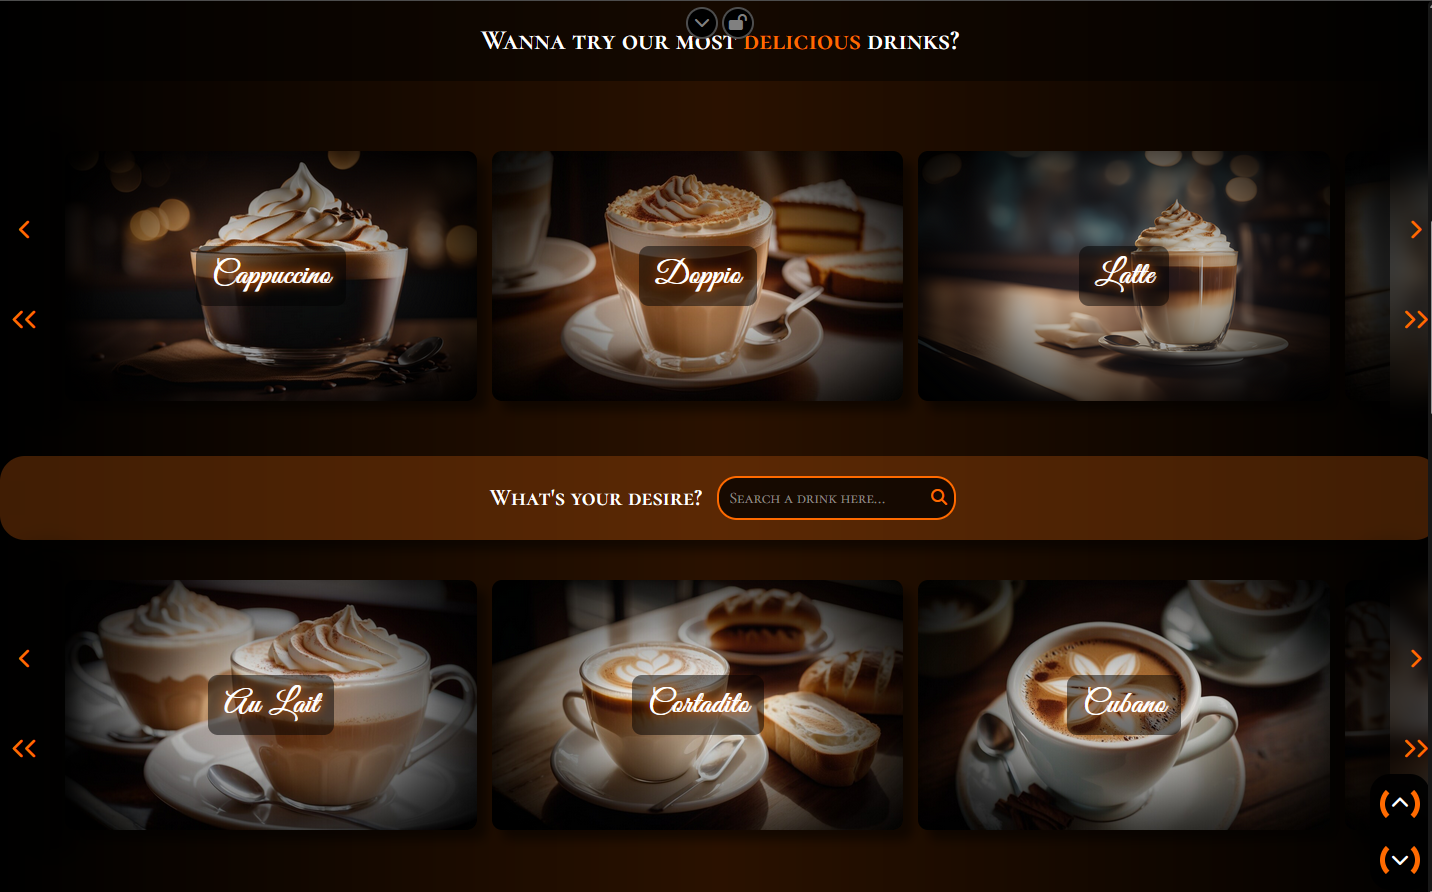 Wanna try our most delicious drinks?
Cappuccino
Doppio
Latte
What's your desire?
Search a drink here...
Au Lait
Cortadito
Cubano